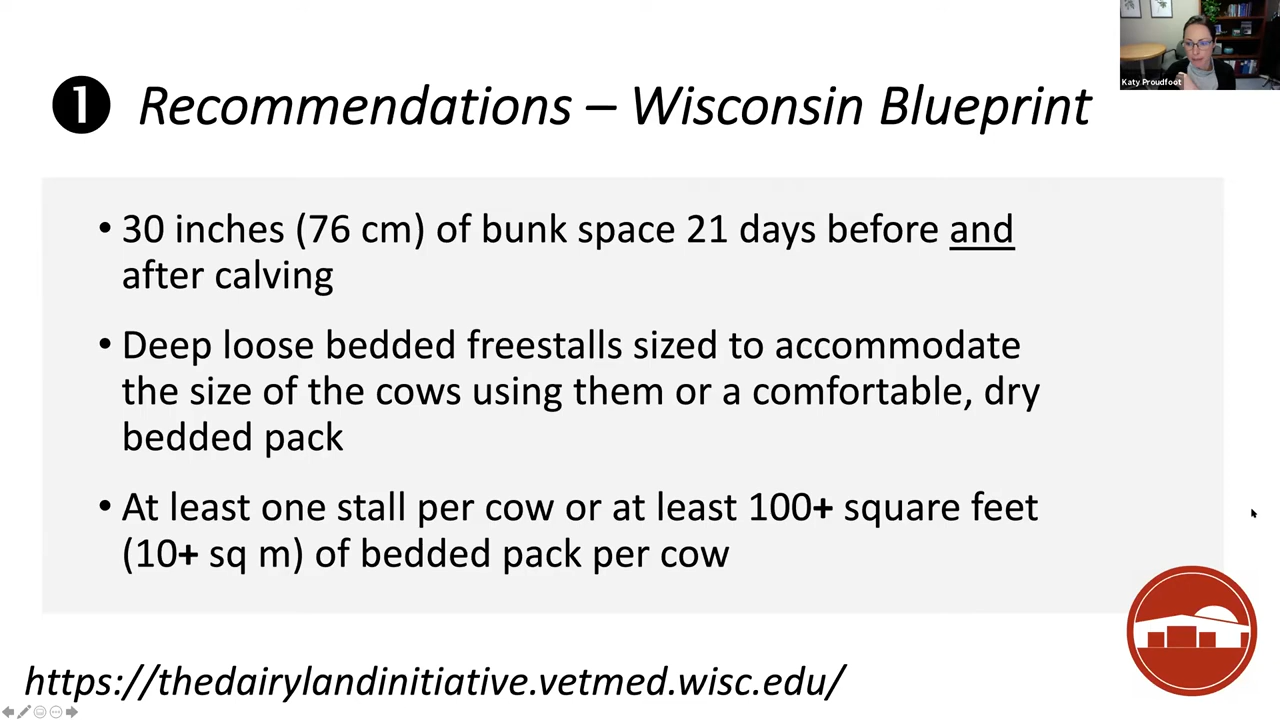 Katy Proudfoot
❶ Recommendations – Wisconsin Blueprint
• 30 inches (76 cm) of bunk space 21 days before and
after calving
• Deep loose bedded freestalls sized to accommodate
the size of the cows using them or a comfortable, dry
bedded pack
• At least one stall per cow or at least 100+ square feet
(10+ sq m) of bedded pack per cow
https://thedairylandinitiative.vetmed.wisc.edu/